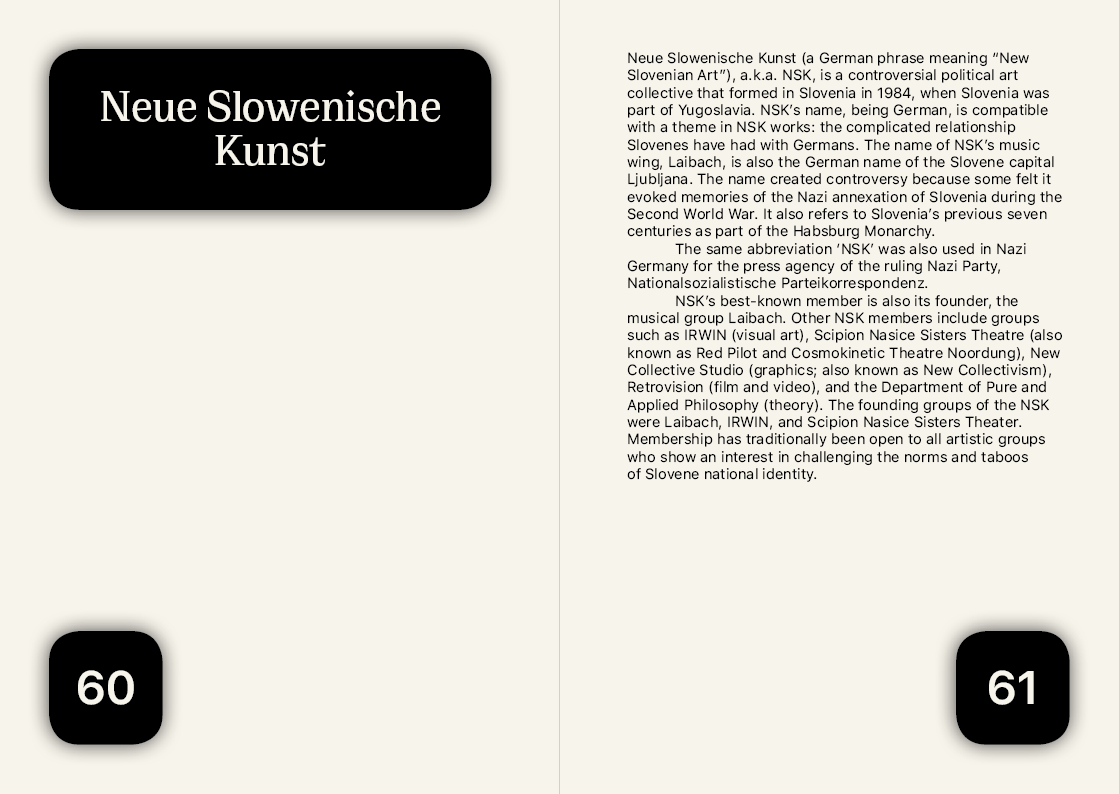 Neue Slowenische
Kunst
60
Neue Slowenische Kunst (a German phrase meaning “New
Slovenian Art”), a.k.a. NSK, is a controversial political art
collective that formed in Slovenia in 1984, when Slovenia was
part of Yugoslavia. NSK’s name, being German, is compatible
with a theme in NSK works: the complicated relationship
Slovenes have had with Germans. The name of NSK’s music
wing, Laibach, is also the German name of the Slovene capital
Ljubljana. The name created controversy because some felt it
evoked memories of the Nazi annexation of Slovenia during the
Second World War. It also refers to Slovenia’s previous seven
centuries as part of the Habsburg Monarchy.
The same abbreviation ‘NSK’ was also used in Nazi
Germany for the press agency of the ruling Nazi Party,
Nationalsozialistische Parteikorrespondenz.
NSK’s best-known member is also its founder, the
musical group Laibach. Other NSK members include groups
such as IRWIN (visual art), Scipion Nasice Sisters Theatre (also
known as Red Pilot and Cosmokinetic Theatre Noordung), New
Collective Studio (graphics; also known as New Collectivism),
Retrovision (film and video), and the Department of Pure and
Applied Philosophy (theory). The founding groups of the NSK
were Laibach, IRWIN, and Scipion Nasice Sisters Theater.
Membership has traditionally been open to all artistic groups
who show an interest in challenging the norms and taboos
of Slovene national identity.
61